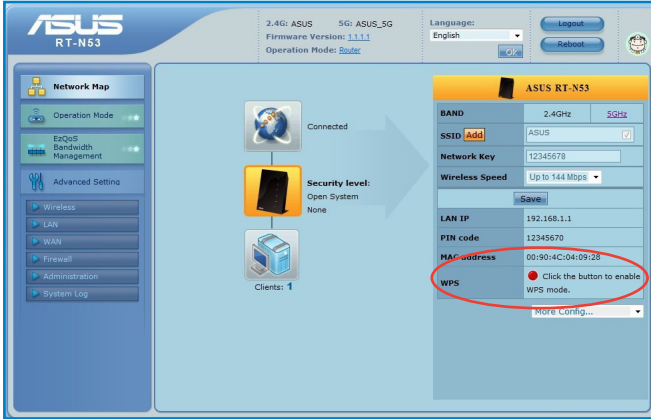 ASUS
RT-N53
2.4G: ASUS 5G: ASUS_5G
Firmware Version: 1.1.1.1
Operation Mode: Router
Language:
English
Ok
Logout
Reboot
Network Map
Operation Mode
EzQoS
Bandwidth
Management
Advanced Setting
Wireless
LAN
WAN
Firewall
Administration
System Log
Connected
Security level:
Open System
None
Clients: 1
ASUS RT-N53
BAND 2.4GHz 5GHz
SSID Add ASUS
Network Key 12345678
Wireless Speed Up to 144 Mbps
Save
LAN IP 192.168.1.1
PIN code 12345670
MAC address 00:90:4C:04:09:28
WPS Click the button to enable
WPS mode.
More Config...